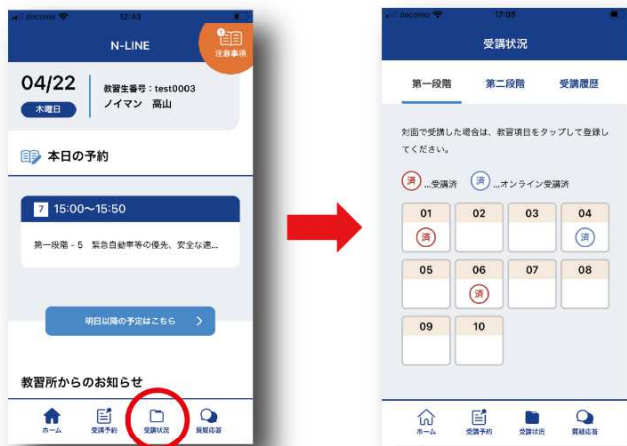 docomo 12:43
N-LINE
注意事項
04/22
木曜日
教習生番号:test0003
ノイマン 高山
本日の予約
7 15:00〜15:50
第一段階 - 5 緊急自動車等の優先、安全な速...
明日以降の予定はこちら
教習所からのお知らせ
ホーム 受講予約 受講状況 質疑応答
docomo 17:05
受講状況
第一段階 第二段階 受講履歴
対面で受講した場合は、教習項目をタップして登録し
てください。
済 ...受講済 済 ...オンライン受講済
01 02 03 04
済 済
05 06 07 08
済
09 10
ホーム 受講予約 受講状況 質疑応答